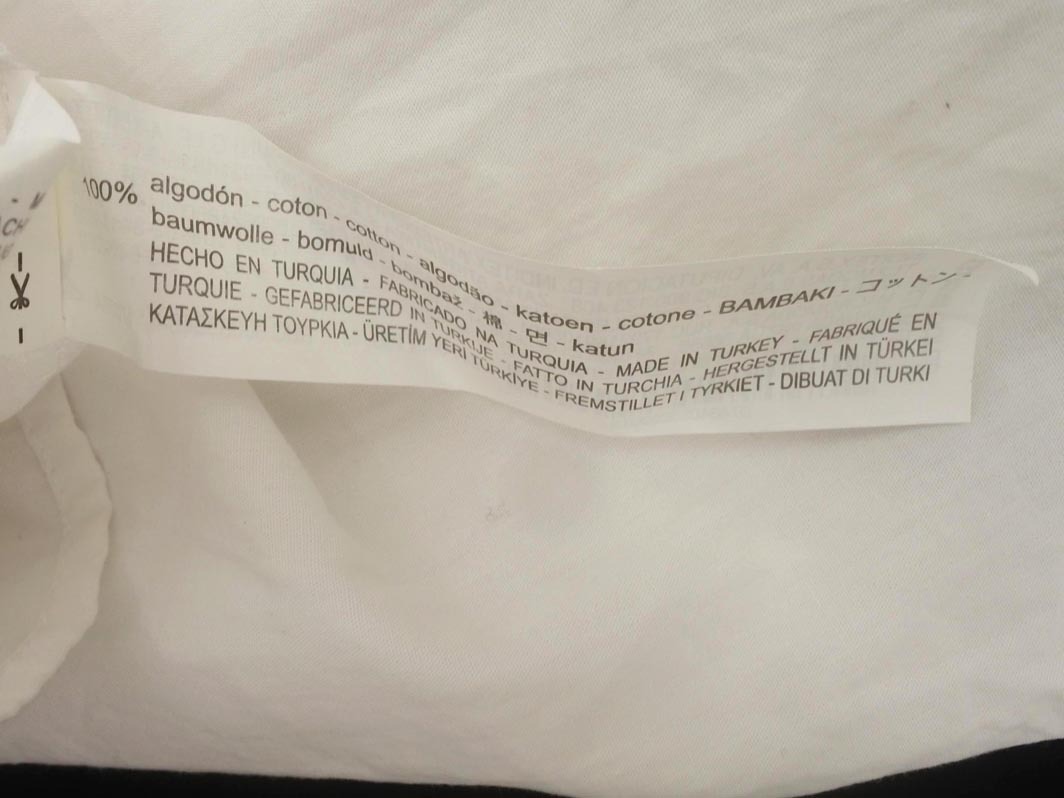 100% algodón - coton - cotton - algodão - katoen - cotone - BAMBAKI - コットン -
baumwolle - bomuld - bombaž - 棉 - 면 - katun
HECHO EN TURQUIA - FABRICADO NA TURQUIA - MADE IN TURKEY - FABRIQUÉ EN
TURQUIE - GEFABRICEERD IN TURKIJE - FATTO IN TURCHIA - HERGESTELLT IN TÜRKEI
ΚΑΤΑΣΚΕΥΗ ΤΟΥΡΚΙΑ - ÜRETİM YERİ TÜRKİYE - FREMSTILLET I TYRKIET - DIBUAT DI TURKI